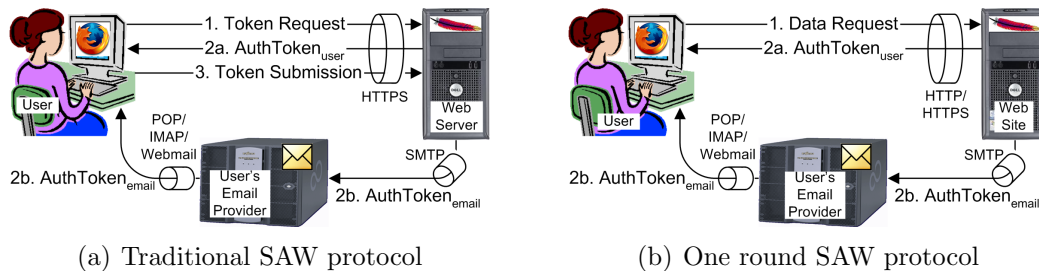 1. Token Request
2a. AuthToken_user
3. Token Submission
HTTPS
User
Web
Server
POP/
IMAP/
Webmail
SMTP
2b. AuthToken_email
User's
Email
Provider
2b. AuthToken_email
(a) Traditional SAW protocol
1. Data Request
2a. AuthToken_user
HTTP/
HTTPS
User
Web
Site
POP/
IMAP/
Webmail
SMTP
2b. AuthToken_email
User's
Email
Provider
2b. AuthToken_email
(b) One round SAW protocol